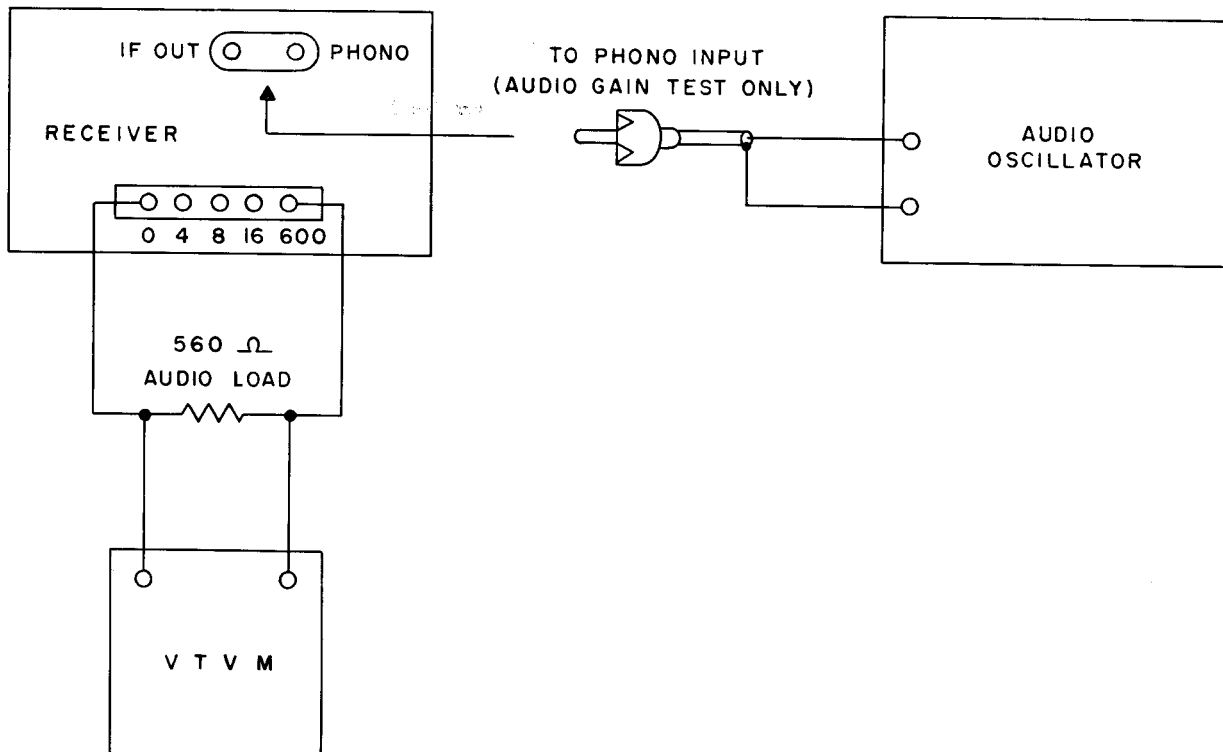 IF OUT PHONO
RECEIVER
0 4 8 16 600
TO PHONO INPUT
(AUDIO GAIN TEST ONLY)
AUDIO
OSCILLATOR
560 Ω
AUDIO LOAD
V T V M